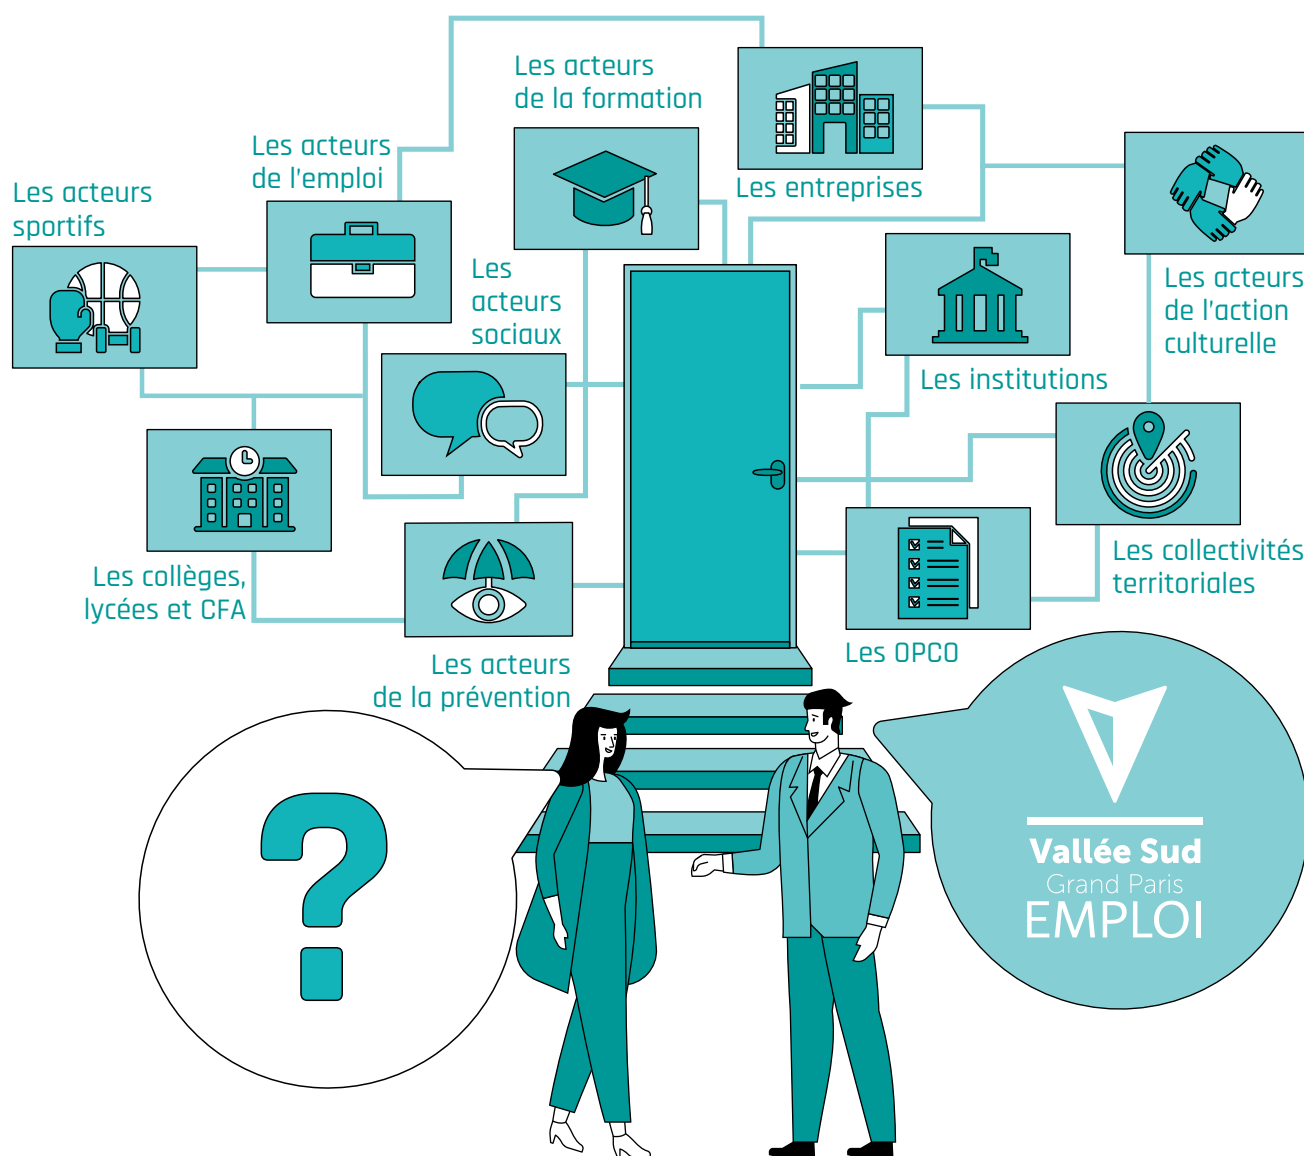 Les acteurs
de la formation
Les acteurs
de l'emploi
Les entreprises
Les acteurs
sportifs
Les
acteurs
sociaux
Les acteurs
de l'action
culturelle
Les institutions
Les collèges,
lycées et CFA
Les collectivités
territoriales
Les acteurs
de la prévention
Les OPCO
?
Vallée Sud
Grand Paris
EMPLOI